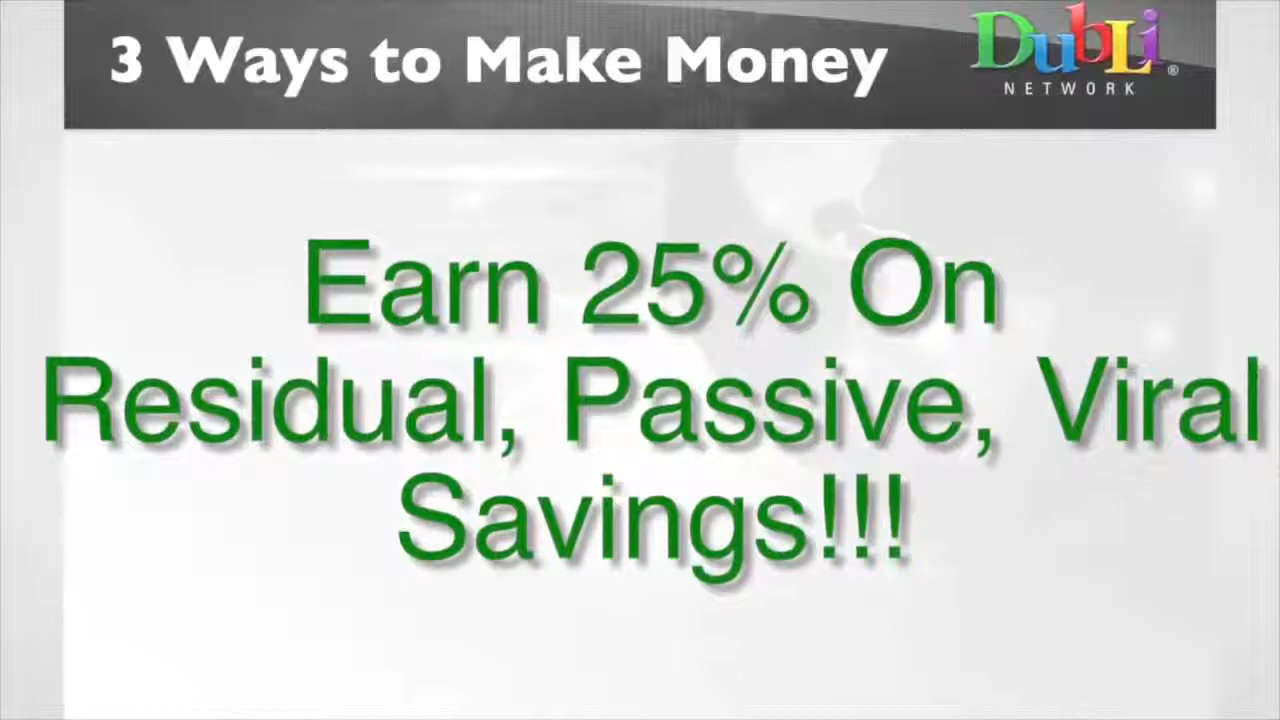 3 Ways to Make Money
DubLi®
NETWORK
Earn 25% On
Residual, Passive, Viral
Savings!!!